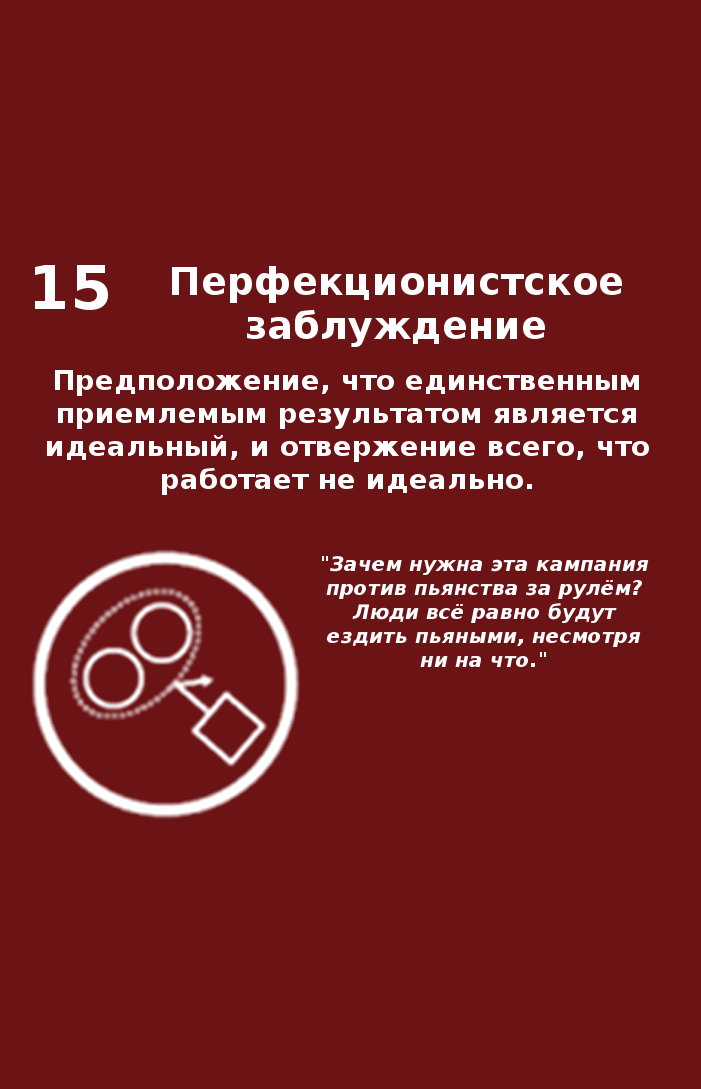 15
Перфекционистское
заблуждение
Предположение, что единственным
приемлемым результатом является
идеальный, и отвержение всего, что
работает не идеально.
"Зачем нужна эта кампания
против пьянства за рулём?
Люди всё равно будут
ездить пьяными, несмотря
ни на что."